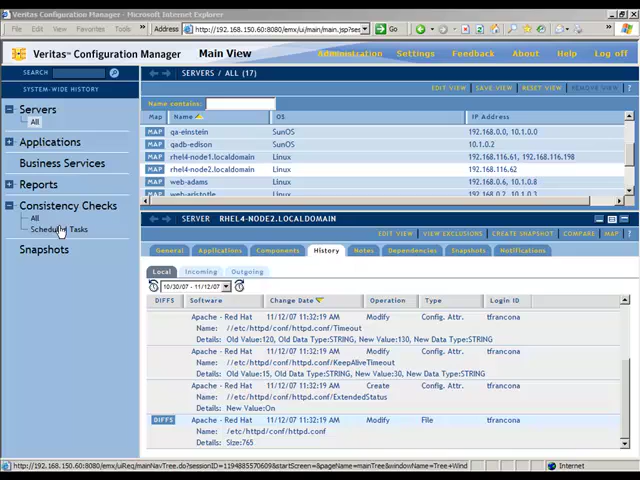 Veritas Configuration Manager - Microsoft Internet Explorer
File Edit View Favorites Tools Help
Address http://192.168.150.60:8080/emx/ui/main/main.jsp?ses Go
Veritas™ Configuration Manager Main View Administration Settings Feedback About Help Log off
SEARCH
SYSTEM-WIDE HISTORY
Servers
All
Applications
Business Services
Reports
Consistency Checks
All
Scheduled Tasks
Snapshots
SERVERS / ALL (17)
EDIT VIEW SAVE VIEW RESET VIEW REMOVE VIEW
Name contains:
Map Name OS IP Address
MAP qa-einstein SunOS 192.168.0.0, 10.1.0.0
MAP qadb-edison SunOS 10.1.0.2
MAP rhel4-node1.localdomain Linux 192.168.116.61, 192.168.116.198
MAP rhel4-node2.localdomain Linux 192.168.116.62
MAP web-adams Linux 192.168.0.6, 10.1.0.8
web-aristotle Linux
SERVER RHEL4-NODE2.LOCALDOMAIN
EDIT VIEW VIEW EXCLUSIONS CREATE SNAPSHOT COMPARE MAP
General Applications Components History Notes Dependencies Snapshots Notifications
Local Incoming Outgoing
10/30/07 - 11/12/07
DIFFS Software Change Date Operation Type Login ID
Apache - Red Hat 11/12/07 11:32:19 AM Modify Config. Attr. tfrancona
Name: //etc/httpd/conf/httpd.conf/Timeout
Details: Old Value:120, Old Data Type:STRING, New Value:130, New Data Type:STRING
Apache - Red Hat 11/12/07 11:32:19 AM Modify Config. Attr. tfrancona
Name: //etc/httpd/conf/httpd.conf/KeepAliveTimeout
Details: Old Value:15, Old Data Type:STRING, New Value:30, New Data Type:STRING
Apache - Red Hat 11/12/07 11:32:19 AM Create Config. Attr. tfrancona
Name: //etc/httpd/conf/httpd.conf/ExtendedStatus
Details: New Value:On
DIFFS Apache - Red Hat 11/12/07 11:32:19 AM Modify File tfrancona
Name: /etc/httpd/conf/httpd.conf
Details: Size:765
Internet